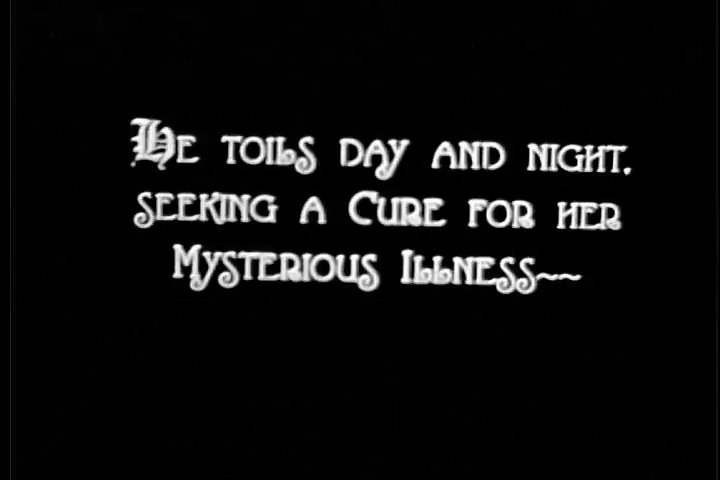 He toils day and night,
seeking a Cure for her
Mysterious Illness~~